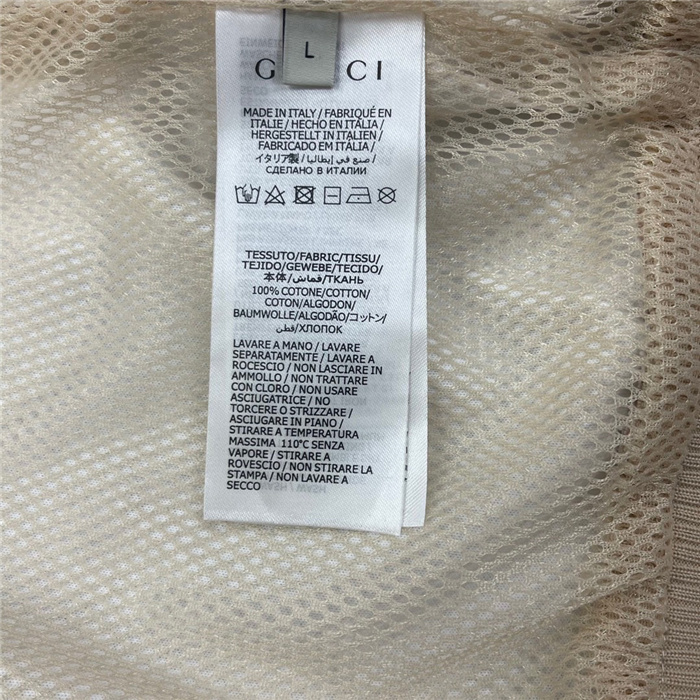 L
G CCI
MADE IN ITALY / FABRIQUÉ EN
ITALIE / HECHO EN ITALIA /
HERGESTELLT IN ITALIEN /
FABRICADO EM ITÁLIA /
イタリア製 / صنع في إيطاليا /
СДЕЛАНО В ИТАЛИИ
TESSUTO/FABRIC/TISSU/
TEJIDO/GEWEBE/TECIDO/
本体/قماش/ТКАНЬ
100% COTONE/COTTON/
COTON/ALGODON/
BAUMWOLLE/ALGODÃO/コットン/
قطن/ХЛОПОК
LAVARE A MANO / LAVARE
SEPARATAMENTE / LAVARE A
ROCESCIO / NON LASCIARE IN
AMMOLLO / NON TRATTARE
CON CLORO / NON USARE
ASCIUGATRICE / NO
TORCERE O STRIZZARE /
ASCIUGARE IN PIANO /
STIRARE A TEMPERATURA
MASSIMA 110°C SENZA
VAPORE / STIRARE A
ROVESCIO / NON STIRARE LA
STAMPA / NON LAVARE A
SECCO